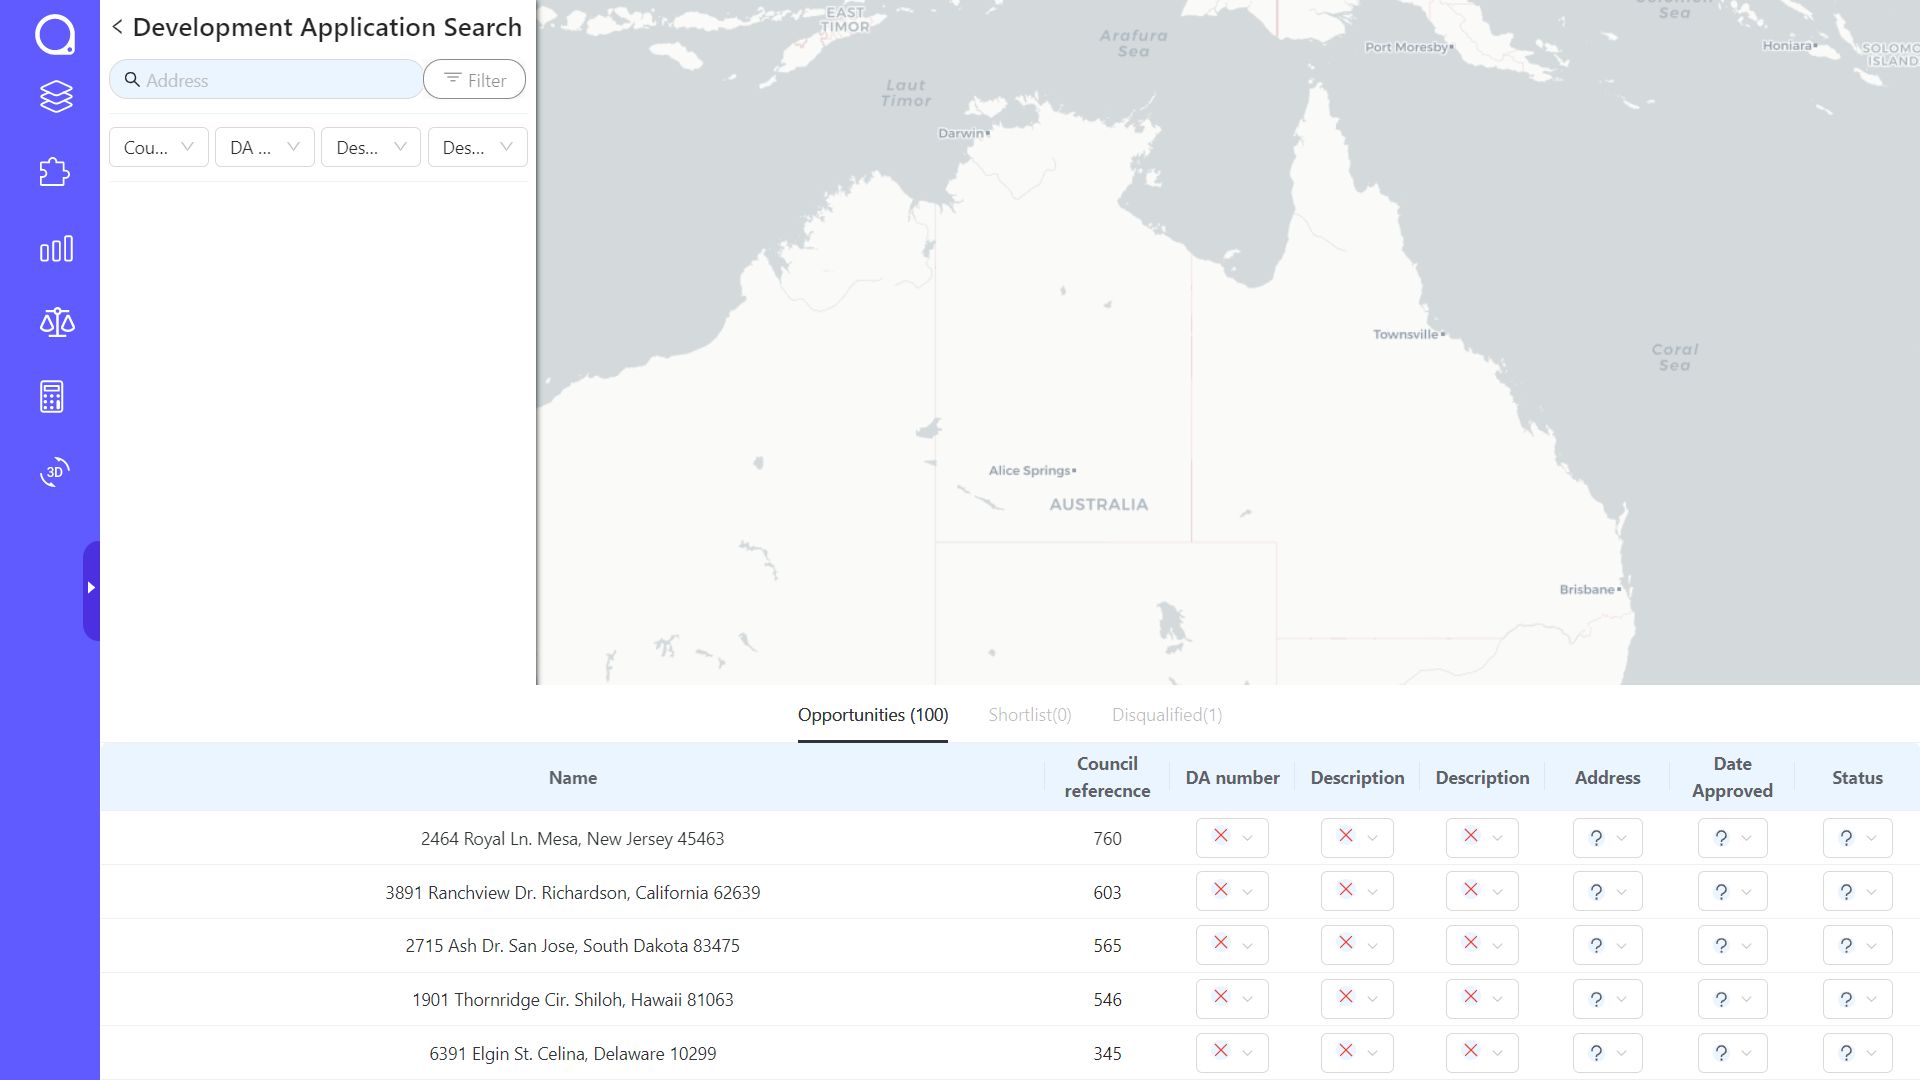 Development Application Search
Address
Filter
Cou...
DA ...
Des...
Des...
3D
EAST
TIMOR
Arafura
Sea
Sea
Port Moresby
Honiara
SOLOMO
ISLAND
Laut
Timor
Darwin
Townsville
Coral
Sea
Alice Springs
AUSTRALIA
Brisbane
Opportunities (100)
Shortlist(0)
Disqualified(1)
Name
Council
referecnce
DA number
Description
Description
Address
Date
Approved
Status
2464 Royal Ln. Mesa, New Jersey 45463
760
? ? ?
3891 Ranchview Dr. Richardson, California 62639
603
? ? ?
2715 Ash Dr. San Jose, South Dakota 83475
565
? ? ?
1901 Thornridge Cir. Shiloh, Hawaii 81063
546
? ? ?
6391 Elgin St. Celina, Delaware 10299
345
? ? ?